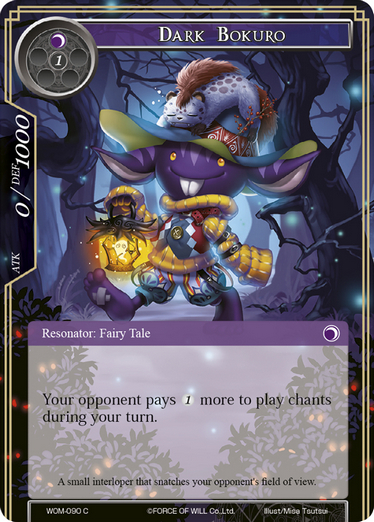 Dark Bokuro
1
ATK 0 / DEF 1000
Resonator: Fairy Tale
Your opponent pays 1 more to play chants
during your turn.
A small interloper that snatches your opponent's field of view.
WOM-090 C ©FORCE OF WILL Co.,Ltd. Illust/Misa Tsutsui